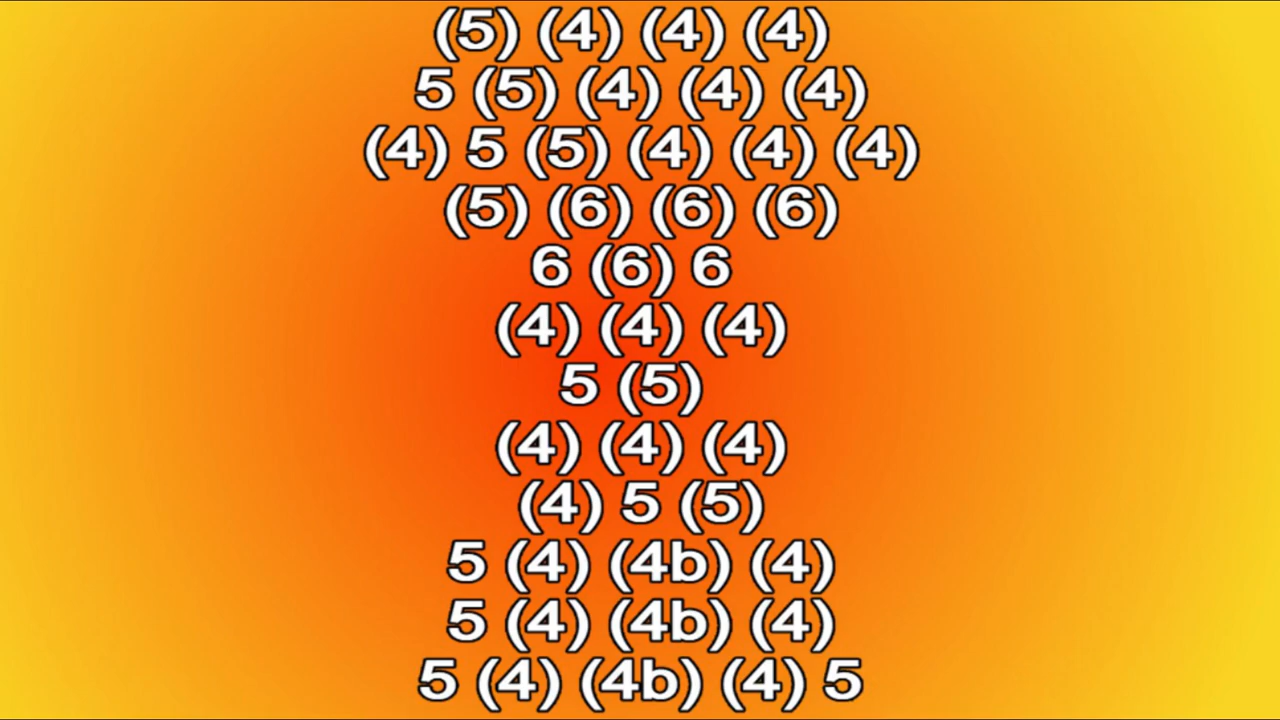 (5) (4) (4) (4)
5 (5) (4) (4) (4)
(4) 5 (5) (4) (4) (4)
(5) (6) (6) (6)
6 (6) 6
(4) (4) (4)
5 (5)
(4) (4) (4)
(4) 5 (5)
5 (4) (4b) (4)
5 (4) (4b) (4)
5 (4) (4b) (4) 5